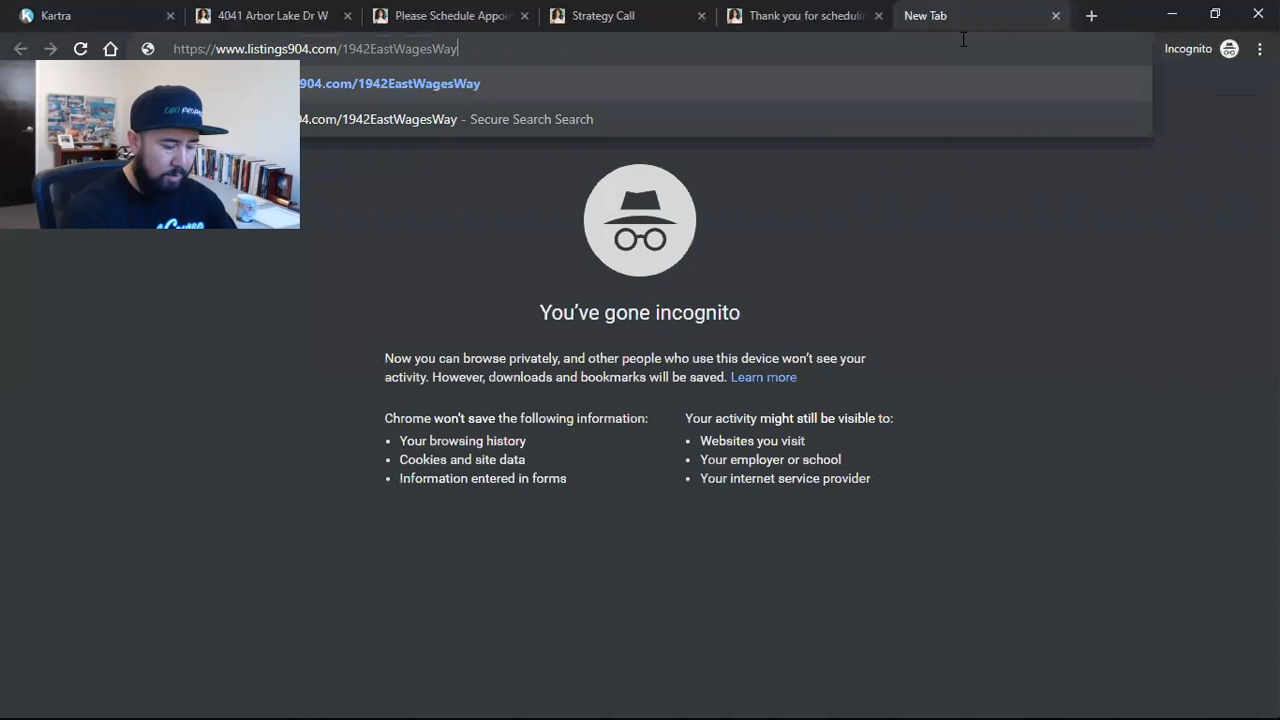 Kartra
4041 Arbor Lake Dr W
Please Schedule Appoi
Strategy Call
Thank you for scheduli
New Tab
https://www.listings904.com/1942EastWagesWay
Incognito
904.com/1942EastWagesWay
4.com/1942EastWagesWay - Secure Search Search
You've gone incognito
Now you can browse privately, and other people who use this device won't see your
activity. However, downloads and bookmarks will be saved. Learn more
Chrome won't save the following information:
• Your browsing history
• Cookies and site data
• Information entered in forms
Your activity might still be visible to:
• Websites you visit
• Your employer or school
• Your internet service provider